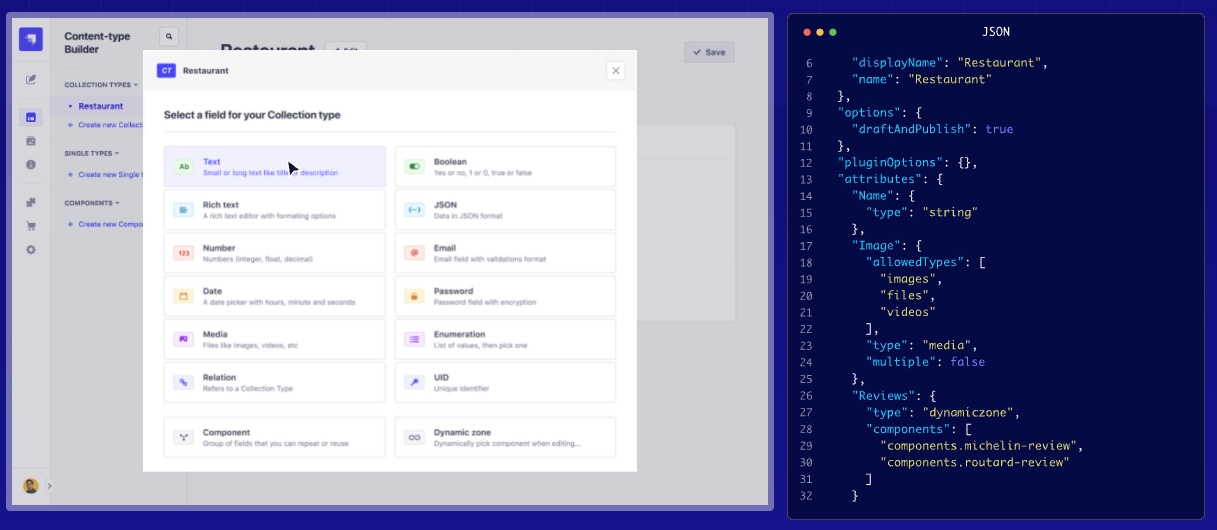 Content-type
Builder
COLLECTION TYPES
Restaurant
+ Create new
SINGLE TYPES
+ Create new Single
COMPONENTS
+ Create new
Restaurant
Edit
Save
CT Restaurant
Select a field for your Collection type
Ab
Text
Small or long text like title or description
Boolean
Yes or no, 1 or 0, true or false
Rich text
A rich text editor with formating options
JSON
Data in JSON format
123
Number
Numbers (integer, float, decimal)
Email
Email field with validations format
Date
A date picker with hours, minute and seconds
Password
Password field with encryption
Media
Files like images, videos, etc
Enumeration
List of values, then pick one
Relation
Refers to a Collection Type
UID
Unique identifier
Component
Group of fields that you can repeat or reuse
Dynamic zone
Dynamically pick component when editing...
JSON
6 "displayName": "Restaurant",
7 "name": "Restaurant"
8 },
9 "options": {
10 "draftAndPublish": true
11 },
12 "pluginOptions": {},
13 "attributes": {
14 "Name": {
15 "type": "string"
16 },
17 "Image": {
18 "allowedTypes": [
19 "images",
20 "files",
21 "videos"
22 ],
23 "type": "media",
24 "multiple": false
25 },
26 "Reviews": {
27 "type": "dynamiczone",
28 "components": [
29 "components.michelin-review",
30 "components.routard-review"
31 ]
32 }